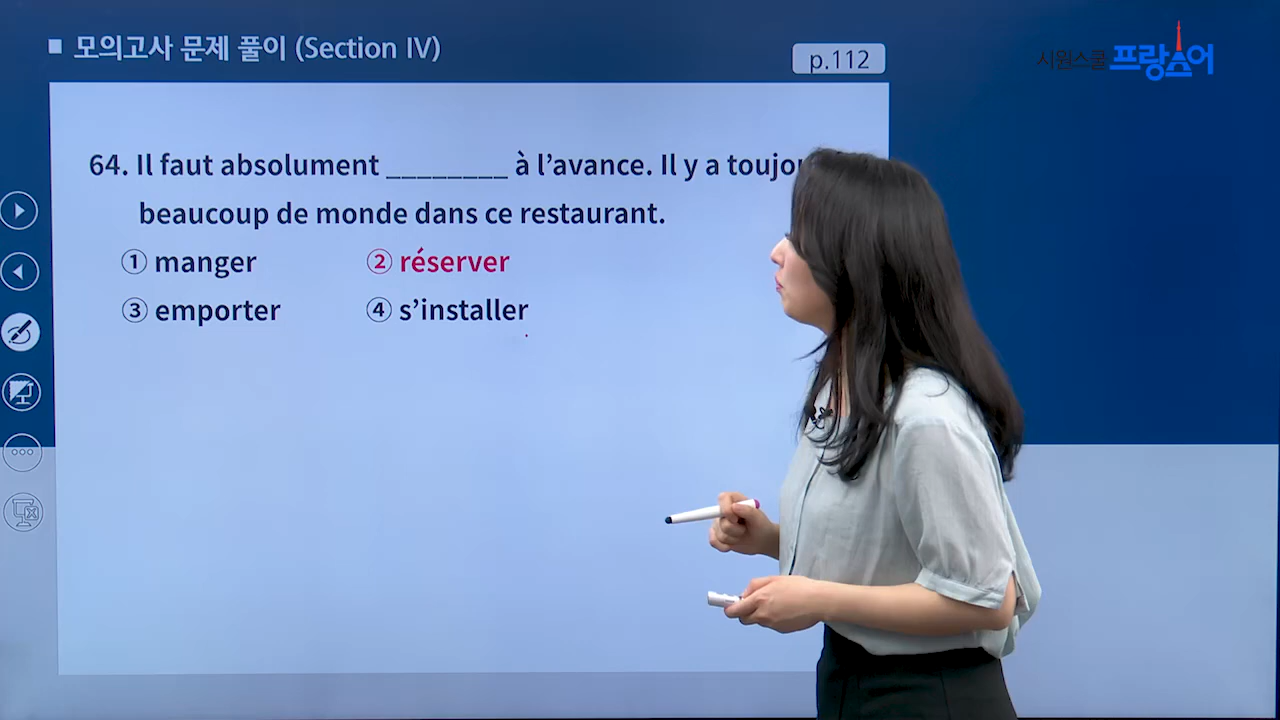 ■ 모의고사 문제 풀이 (Section IV)
p.112
시원스쿨 프랑스어
64. Il faut absolument ________ à l’avance. Il y a
beaucoup de monde dans ce restaurant.
① manger ② réserver
③ emporter ④ s’installer